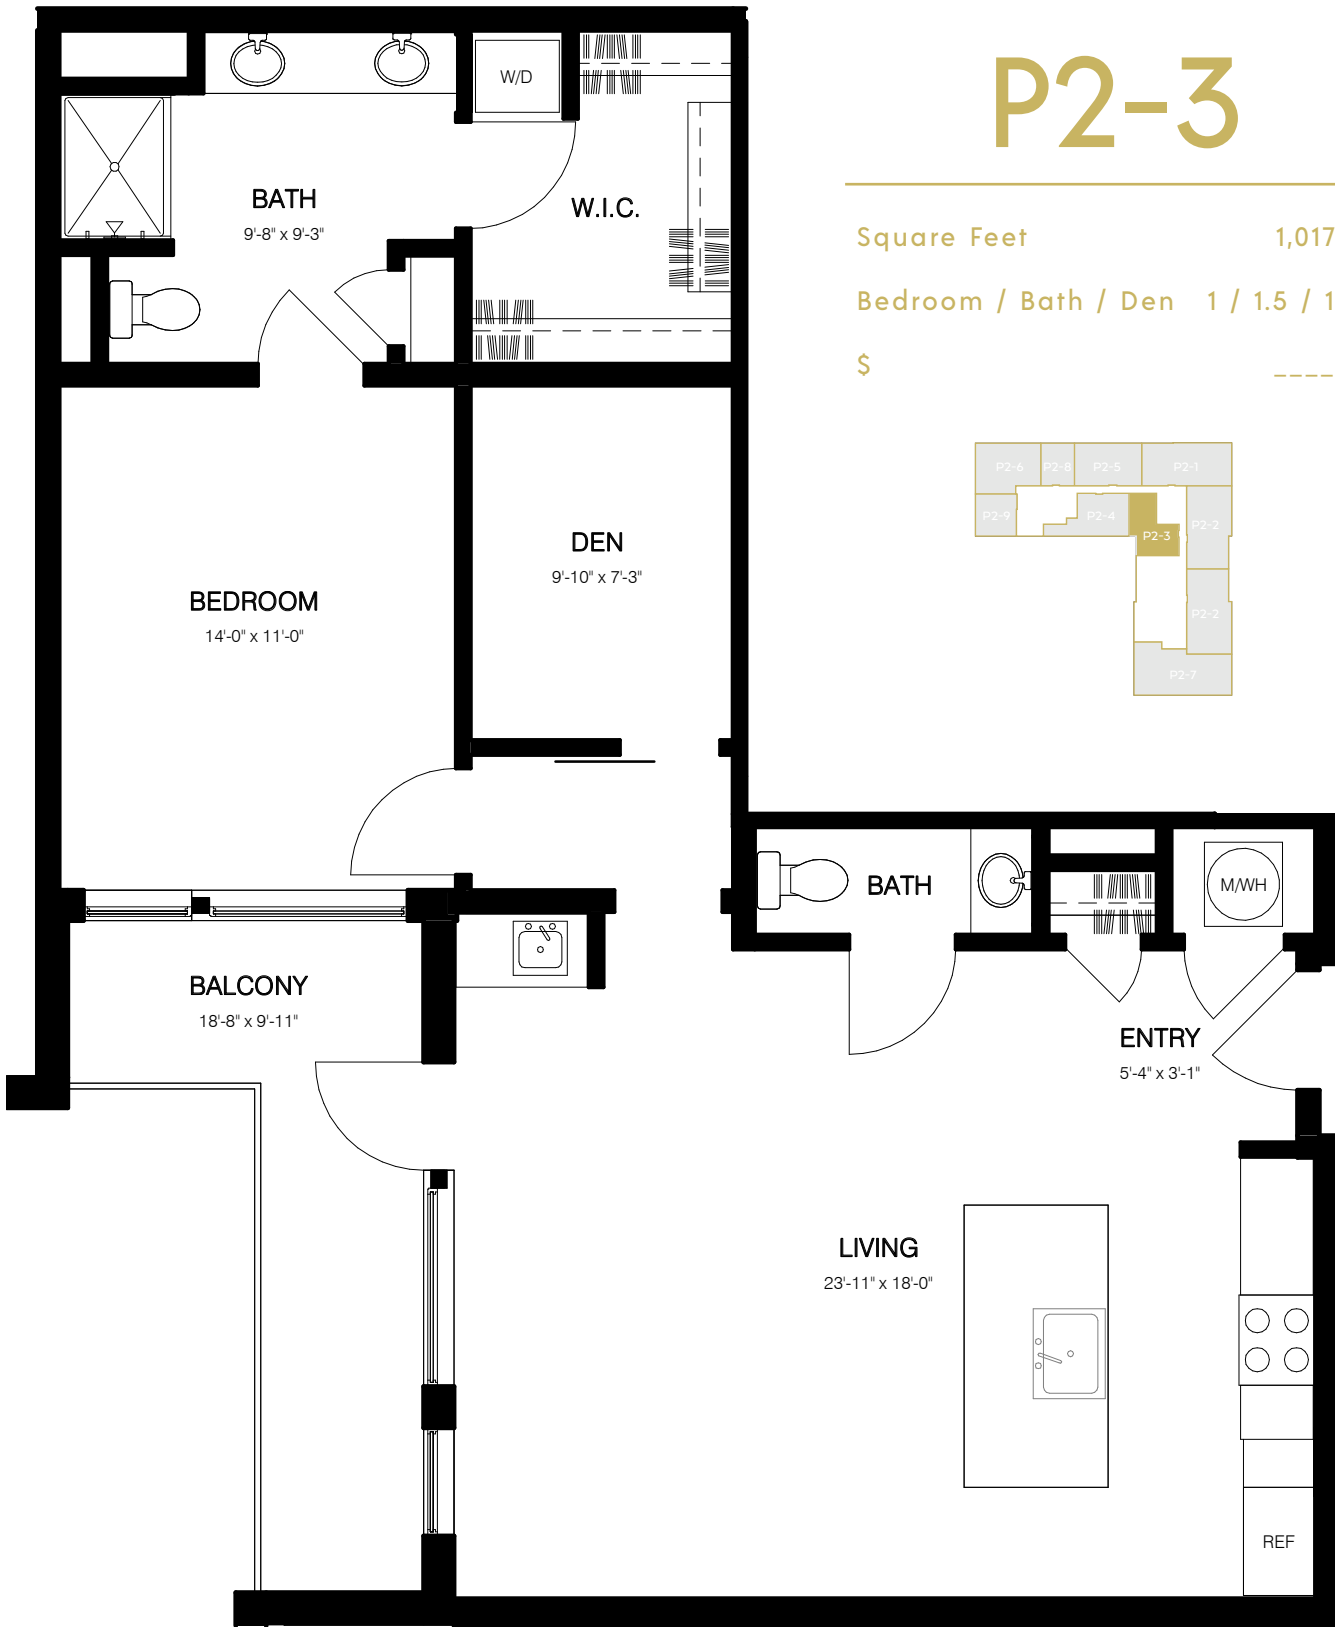 P2-3
Square Feet 1,017
Bedroom / Bath / Den 1 / 1.5 / 1
$ ____
P2-6 P2-8 P2-5 P2-1
P2-9 P2-4 P2-2
P2-3
P2-2
P2-7
W/D
BATH
9'-8" x 9'-3"
W.I.C.
DEN
9'-10" x 7'-3"
BEDROOM
14'-0" x 11'-0"
BATH
M/WH
BALCONY
18'-8" x 9'-11"
ENTRY
5'-4" x 3'-1"
LIVING
23'-11" x 18'-0"
REF